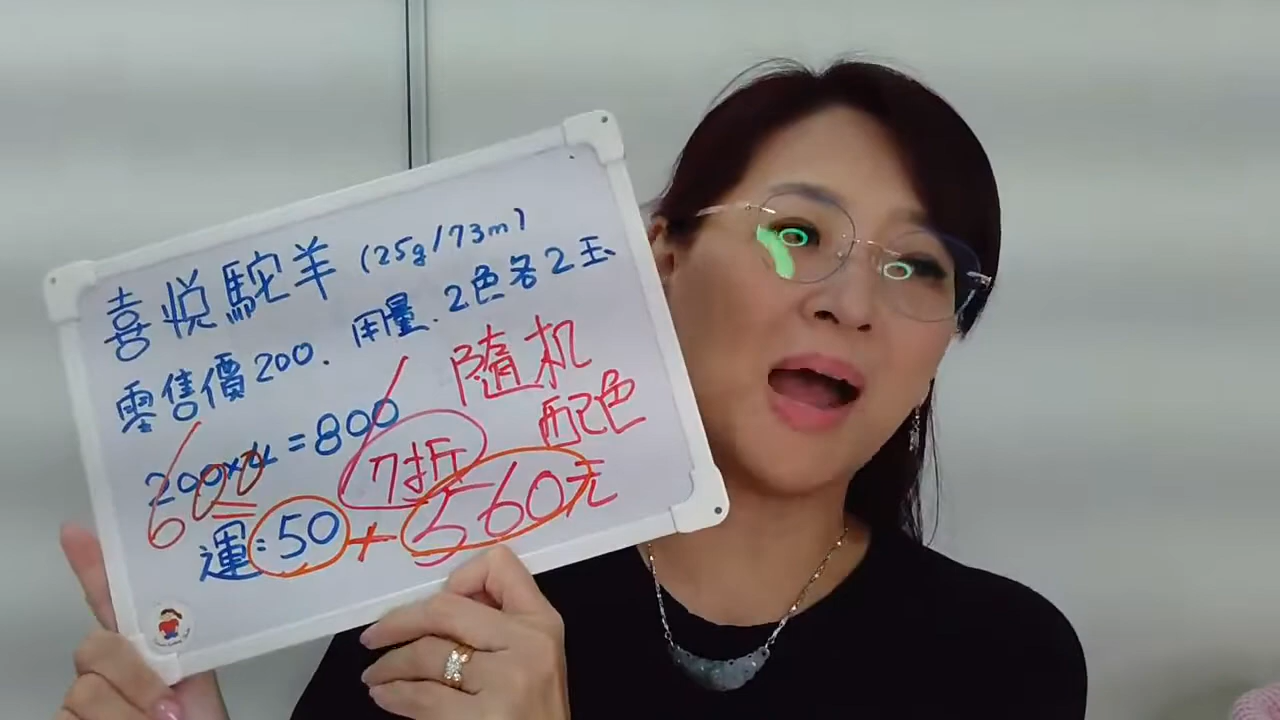 喜悅駝羊 (25g/73m)
零售價200. 用量.2色各2玉
200×4=800 隨机
配色
7折
600
運:50+560元